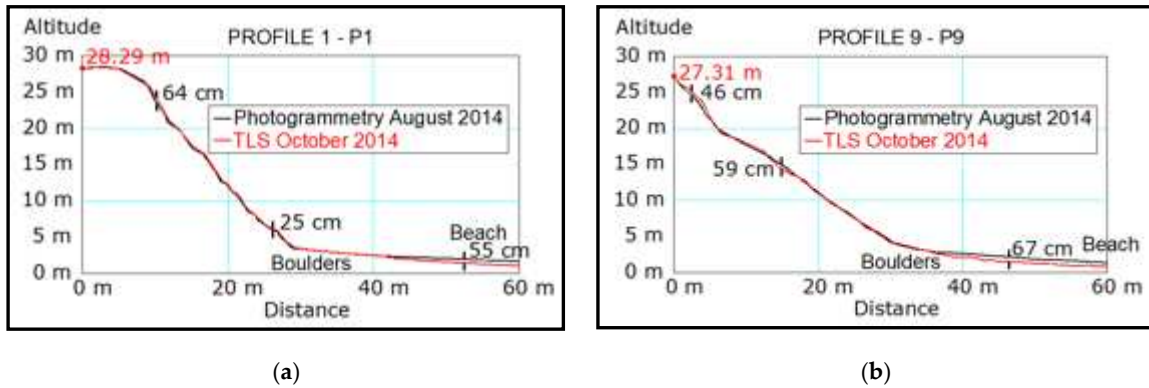 Altitude
PROFILE 1 - P1
30 m
28.29 m
25 m
64 cm
20 m
Photogrammetry August 2014
TLS October 2014
15 m
10 m
25 cm
5 m
Beach
55 cm
Boulders
0 m
0 m
20 m
40 m
60 m
Distance
(a)
Altitude
PROFILE 9 - P9
30 m
27.31 m
25 m
46 cm
20 m
Photogrammetry August 2014
TLS October 2014
15 m
59 cm
10 m
5 m
67 cm
Beach
Boulders
0 m
0 m
20 m
40 m
60 m
Distance
(b)